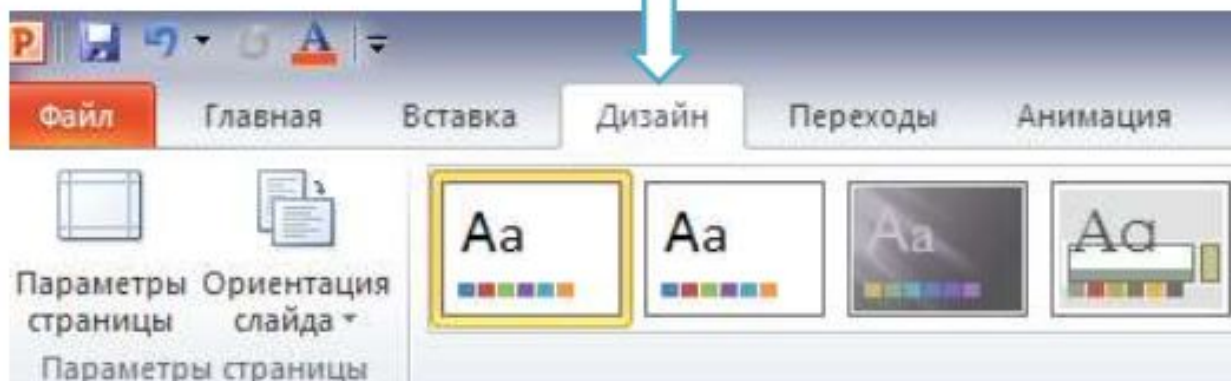 P A
Файл Главная Вставка Дизайн Переходы Анимация
Aa Aa Aa Aa
Параметры страницы
Ориентация слайда
Параметры страницы